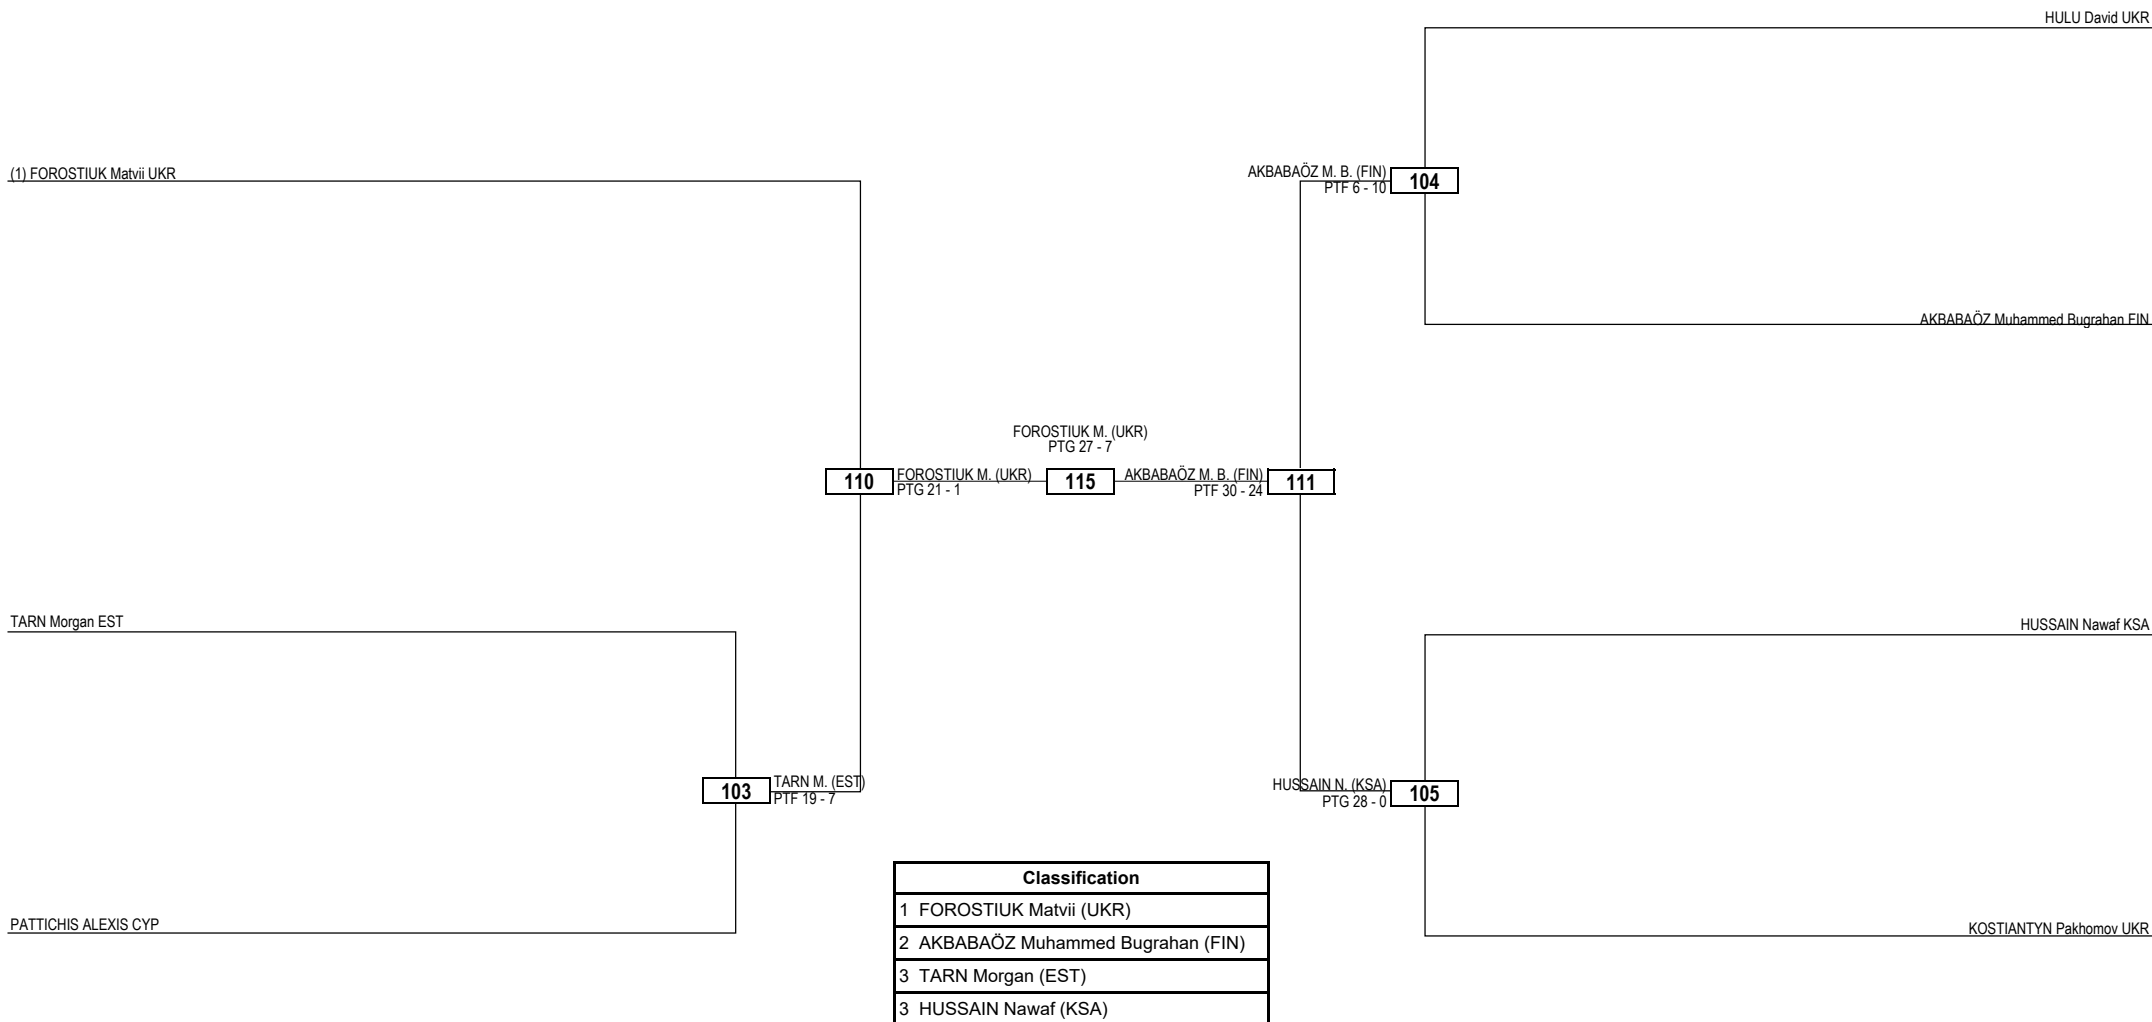 HULU David UKR
(1) FOROSTIUK Matvii UKR
AKBABAÖZ M. B. (FIN)
PTF 6 - 10
104
AKBABAÖZ Muhammed Bugrahan FIN
FOROSTIUK M. (UKR)
PTG 27 - 7
110
FOROSTIUK M. (UKR)
PTG 21 - 1
115
AKBABAÖZ M. B. (FIN)
PTF 30 - 24
111
TARN Morgan EST
HUSSAIN Nawaf KSA
103
TARN M. (EST)
PTF 19 - 7
HUSSAIN N. (KSA)
PTG 28 - 0
105
PATTICHIS ALEXIS CYP
KOSTIANTYN Pakhomov UKR
Classification
1 FOROSTIUK Matvii (UKR)
2 AKBABAÖZ Muhammed Bugrahan (FIN)
3 TARN Morgan (EST)
3 HUSSAIN Nawaf (KSA)